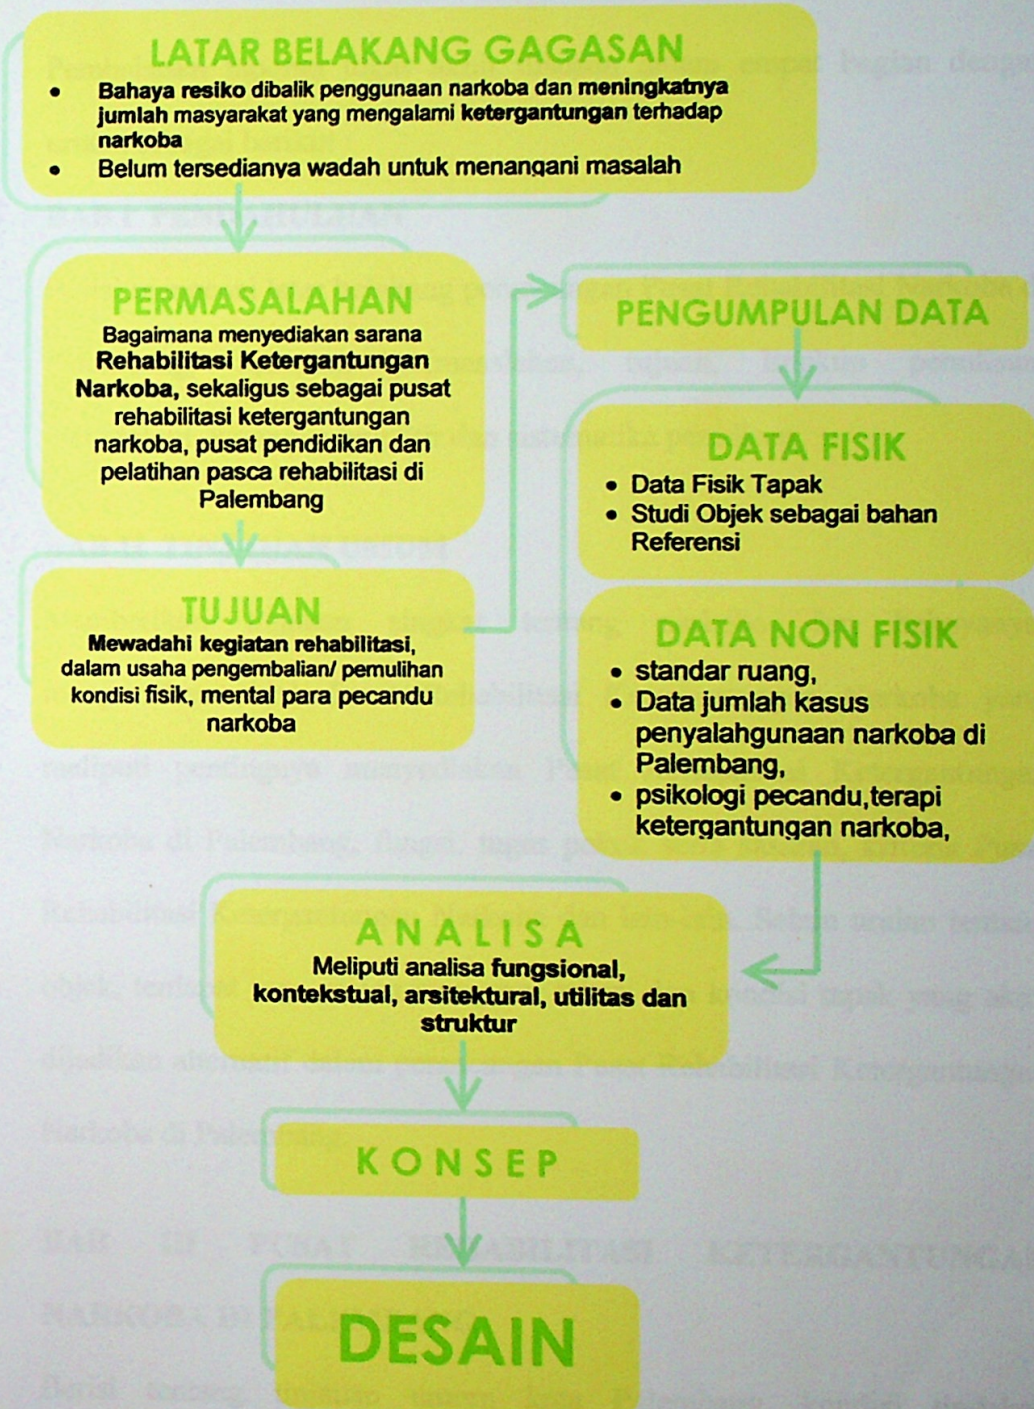 LATAR BELAKANG GAGASAN
• Bahaya resiko dibalik penggunaan narkoba dan meningkatnya
jumlah masyarakat yang mengalami ketergantungan terhadap
narkoba
• Belum tersedianya wadah untuk menangani masalah
PERMASALAHAN
Bagaimana menyediakan sarana
Rehabilitasi Ketergantungan
Narkoba, sekaligus sebagai pusat
rehabilitasi ketergantungan
narkoba, pusat pendidikan dan
pelatihan pasca rehabilitasi di
Palembang
TUJUAN
Mewadahi kegiatan rehabilitasi,
dalam usaha pengembalian/ pemulihan
kondisi fisik, mental para pecandu
narkoba
PENGUMPULAN DATA
DATA FISIK
• Data Fisik Tapak
• Studi Objek sebagai bahan
Referensi
DATA NON FISIK
• standar ruang,
• Data jumlah kasus
penyalahgunaan narkoba di
Palembang,
• psikologi pecandu,terapi
ketergantungan narkoba,
ANALISA
Meliputi analisa fungsional,
kontekstual, arsitektural, utilitas dan
struktur
KONSEP
DESAIN